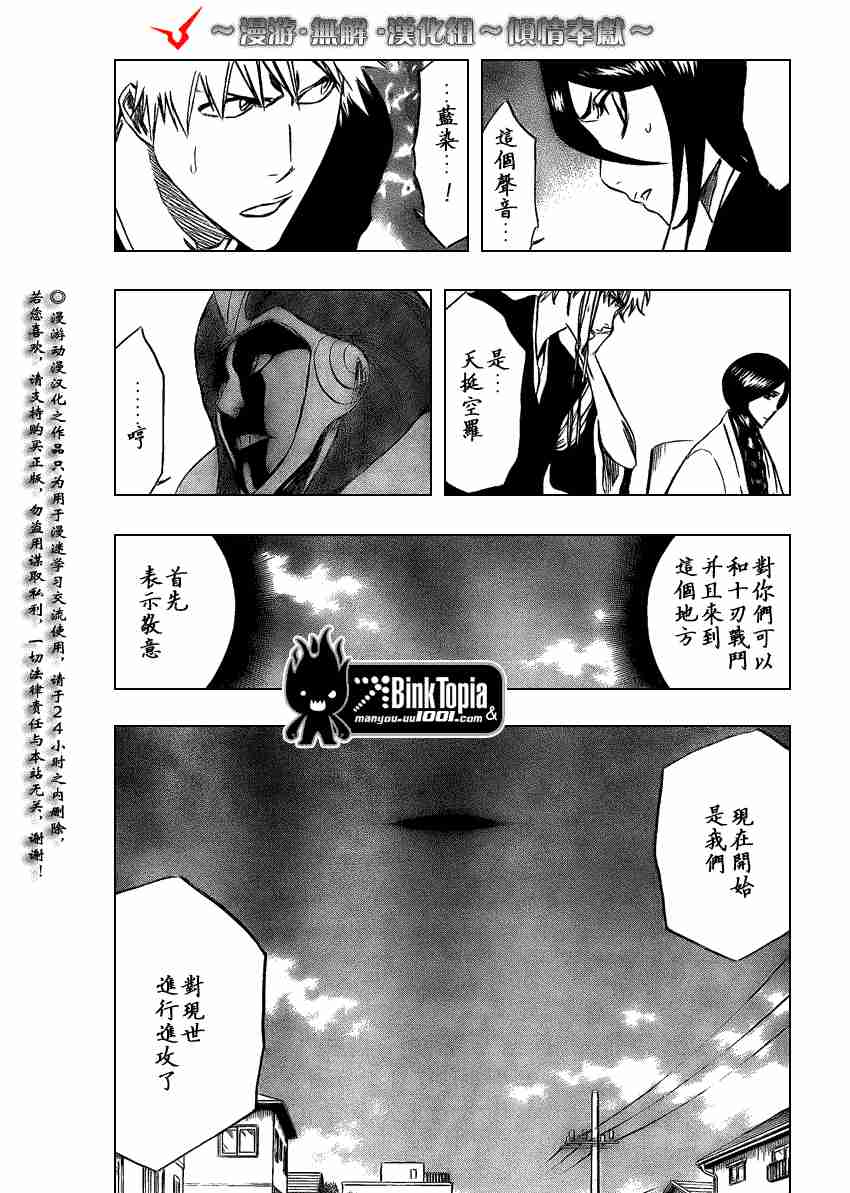 ～漫游·無解·漢化組～傾情奉獻～
這個聲音…
…藍染…！
是…
天挺空羅
……哼
對你們可以
和十刃戰鬥
并且來到
這個地方
首先
表示敬意
BinkTopia
manyou.uu1001.com &
現在開始
是我們
對現世
進行進攻了
◎漫游动漫汉化之作品只为用于漫迷学习交流使用，请于24小时之内删除，
若您喜欢，请支持购买正版，勿盗用谋取私利，一切法律责任与本站无关，谢谢！